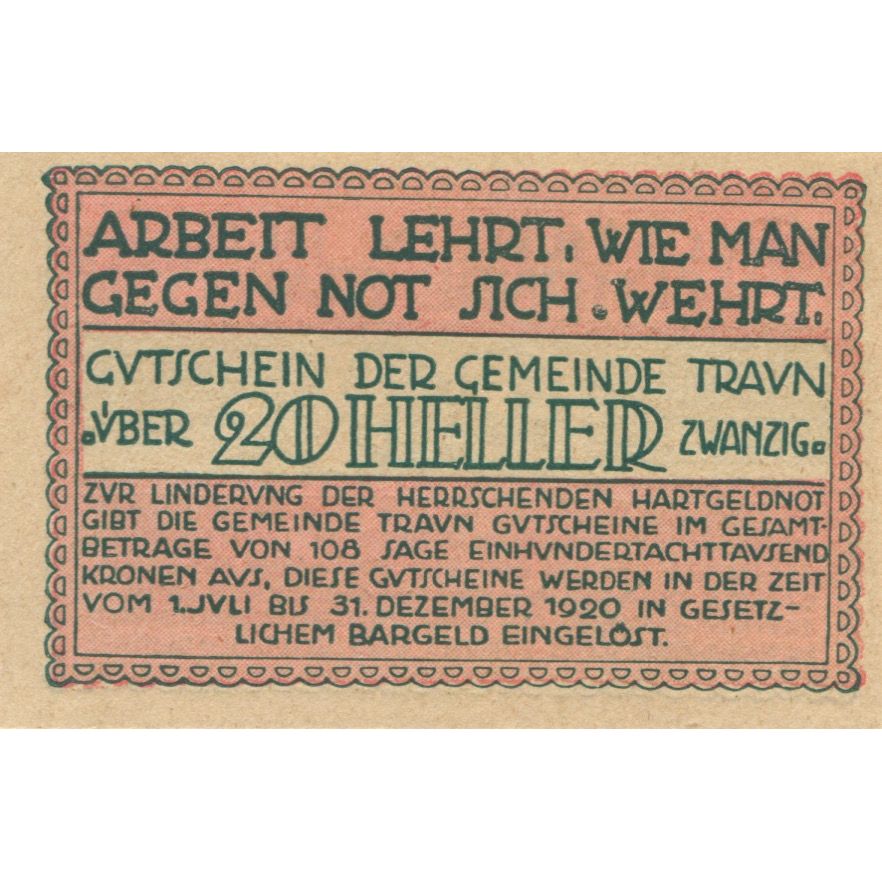 ARBEIT LEHRT, WIE MAN
GEGEN NOT SICH WEHRT.
GVTSCHEIN DER GEMEINDE TRAVN
V́BER 20 HELLER ZWANZIG
ZVR LINDERVNG DER HERRSCHENDEN HARTGELDNOT
GIBT DIE GEMEINDE TRAVN GVTSCHEINE IM GESAMT-
BETRAGE VON 108 SAGE EINHVNDERTACHTTAVSEND
KRONEN AVS, DIESE GVTSCHEINE WERDEN IN DER ZEIT
VOM 1. JVLI BIS 31. DEZEMBER 1920 IN GESETZ-
LICHEM BARGELD EINGELÖST.